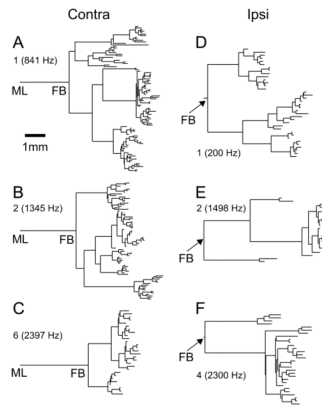 Contra
Ipsi
A
1 (841 Hz)
ML FB
1mm
B
2 (1345 Hz)
ML FB
C
6 (2397 Hz)
ML FB
D
FB
1 (200 Hz)
E
2 (1498 Hz)
FB
F
FB
4 (2300 Hz)